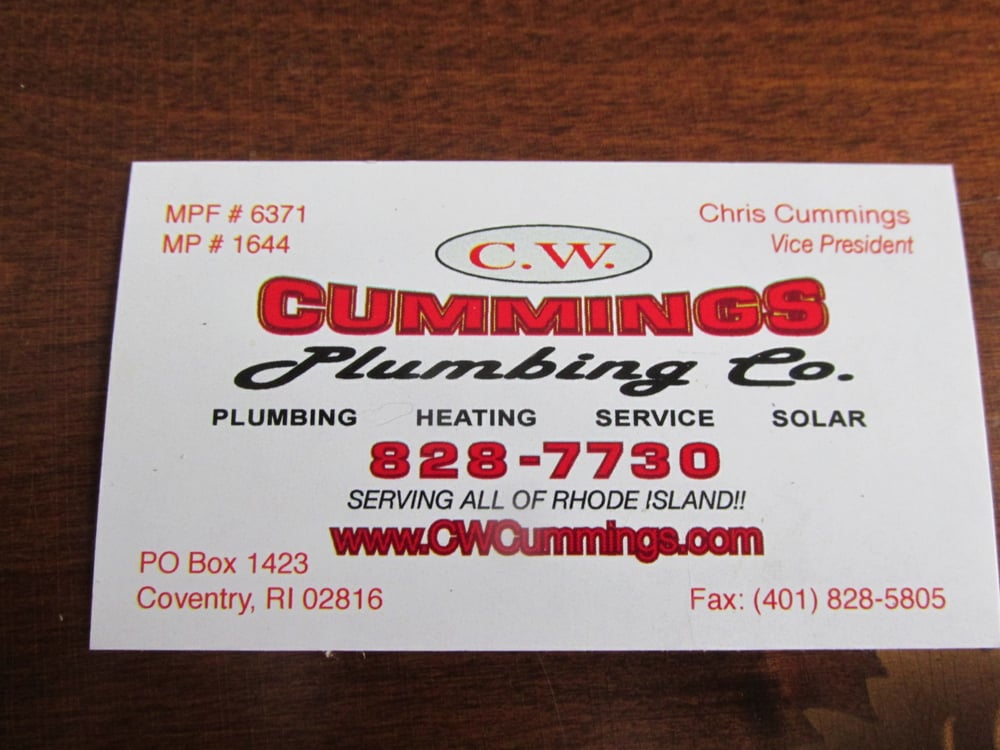 MPF # 6371
MP # 1644
Chris Cummings
Vice President
C.W.
CUMMINGS
Plumbing Co.
PLUMBING HEATING SERVICE SOLAR
828-7730
SERVING ALL OF RHODE ISLAND!!
www.CWCummings.com
PO Box 1423
Coventry, RI 02816
Fax: (401) 828-5805